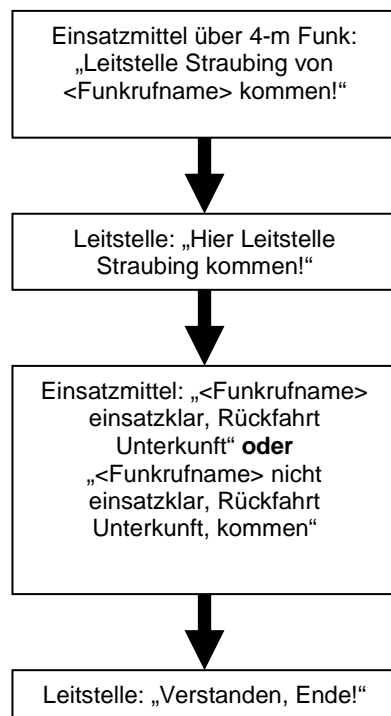 Einsatzmittel über 4-m Funk:
„Leitstelle Straubing von
<Funkrufname> kommen!“
Leitstelle: „Hier Leitstelle
Straubing kommen!“
Einsatzmittel: „<Funkrufname>
einsatzklar, Rückfahrt
Unterkunft“ oder
„<Funkrufname> nicht
einsatzklar, Rückfahrt
Unterkunft, kommen“
Leitstelle: „Verstanden, Ende!“